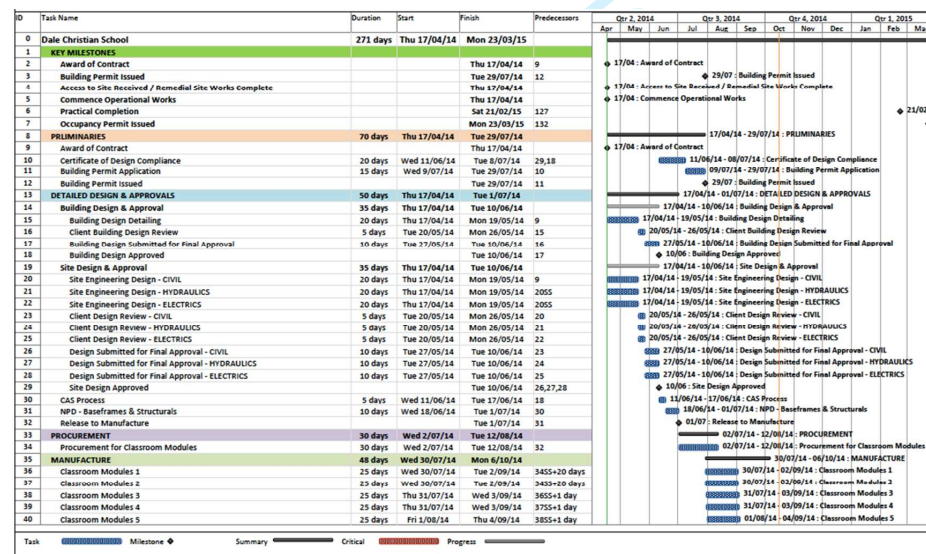 ID Task Name Duration Start Finish Predecessors Qtr 2, 2014 Qtr 3, 2014 Qtr 4, 2014 Qtr 1, 2015
Apr May Jun Jul Aug Sep Oct Nov Dec Jan Feb Ma
0 Dale Christian School 271 days Thu 17/04/14 Mon 23/03/15
1 KEY MILESTONES
2 Award of Contract Thu 17/04/14 9 17/04 : Award of Contract
3 Building Permit Issued Tue 29/07/14 12 29/07 : Building Permit Issued
4 Access to Site Received / Remedial Site Works Complete Thu 17/04/14 17/04 : Access to Site Received / Remedial Site Works Complete
5 Commence Operational Works Thu 17/04/14 17/04 : Commence Operational Works
6 Practical Completion Sat 21/02/15 127 21/02
7 Occupancy Permit Issued Mon 23/03/15 132
8 PRLIMINARIES 70 days Thu 17/04/14 Tue 29/07/14 17/04/14 - 29/07/14 : PRLIMINARIES
9 Award of Contract Thu 17/04/14 17/04 : Award of Contract
10 Certificate of Design Compliance 20 days Wed 11/06/14 Tue 8/07/14 29,18 11/06/14 - 08/07/14 : Certificate of Design Compliance
11 Building Permit Application 15 days Wed 9/07/14 Tue 29/07/14 10 09/07/14 - 29/07/14 : Building Permit Application
12 Building Permit Issued Tue 29/07/14 11 29/07 : Building Permit Issued
13 DETAILED DESIGN & APPROVALS 50 days Thu 17/04/14 Tue 1/07/14 17/04/14 - 01/07/14 : DETAILED DESIGN & APPROVALS
14 Building Design & Approval 35 days Thu 17/04/14 Tue 10/06/14 17/04/14 - 10/06/14 : Building Design & Approval
15 Building Design Detailing 20 days Thu 17/04/14 Mon 19/05/14 9 17/04/14 - 19/05/14 : Building Design Detailing
16 Client Building Design Review 5 days Tue 20/05/14 Mon 26/05/14 15 20/05/14 - 26/05/14 : Client Building Design Review
17 Building Design Submitted for Final Approval 10 days Tue 27/05/14 Tue 10/06/14 16 27/05/14 - 10/06/14 : Building Design Submitted for Final Approval
18 Building Design Approved Tue 10/06/14 17 10/06 : Building Design Approved
19 Site Design & Approval 35 days Thu 17/04/14 Tue 10/06/14 17/04/14 - 10/06/14 : Site Design & Approval
20 Site Engineering Design - CIVIL 20 days Thu 17/04/14 Mon 19/05/14 9 17/04/14 - 19/05/14 : Site Engineering Design - CIVIL
21 Site Engineering Design - HYDRAULICS 20 days Thu 17/04/14 Mon 19/05/14 20SS 17/04/14 - 19/05/14 : Site Engineering Design - HYDRAULICS
22 Site Engineering Design - ELECTRICS 20 days Thu 17/04/14 Mon 19/05/14 20SS 17/04/14 - 19/05/14 : Site Engineering Design - ELECTRICS
23 Client Design Review - CIVIL 5 days Tue 20/05/14 Mon 26/05/14 20 20/05/14 - 26/05/14 : Client Design Review - CIVIL
24 Client Design Review - HYDRAULICS 5 days Tue 20/05/14 Mon 26/05/14 21 20/05/14 - 26/05/14 : Client Design Review - HYDRAULICS
25 Client Design Review - ELECTRICS 5 days Tue 20/05/14 Mon 26/05/14 22 20/05/14 - 26/05/14 : Client Design Review - ELECTRICS
26 Design Submitted for Final Approval - CIVIL 10 days Tue 27/05/14 Tue 10/06/14 23 27/05/14 - 10/06/14 : Design Submitted for Final Approval - CIVIL
27 Design Submitted for Final Approval - HYDRAULICS 10 days Tue 27/05/14 Tue 10/06/14 24 27/05/14 - 10/06/14 : Design Submitted for Final Approval - HYDRAULICS
28 Design Submitted for Final Approval - ELECTRICS 10 days Tue 27/05/14 Tue 10/06/14 25 27/05/14 - 10/06/14 : Design Submitted for Final Approval - ELECTRICS
29 Site Design Approved Tue 10/06/14 26,27,28 10/06 : Site Design Approved
30 CAS Process 5 days Wed 11/06/14 Tue 17/06/14 18 11/06/14 - 17/06/14 : CAS Process
31 NPD - Baseframes & Structurals 10 days Wed 18/06/14 Tue 1/07/14 30 18/06/14 - 01/07/14 : NPD - Baseframes & Structurals
32 Release to Manufacture Tue 1/07/14 31 01/07 : Release to Manufacture
33 PROCUREMENT 30 days Wed 2/07/14 Tue 12/08/14 02/07/14 - 12/08/14 : PROCUREMENT
34 Procurement for Classroom Modules 30 days Wed 2/07/14 Tue 12/08/14 32 02/07/14 - 12/08/14 : Procurement for Classroom Modules
35 MANUFACTURE 48 days Wed 30/07/14 Mon 6/10/14 30/07/14 - 06/10/14 : MANUFACTURE
36 Classroom Modules 1 25 days Wed 30/07/14 Tue 2/09/14 34SS+20 days 30/07/14 - 02/09/14 : Classroom Modules 1
37 Classroom Modules 2 25 days Wed 30/07/14 Tue 2/09/14 34SS+20 days 30/07/14 - 02/09/14 : Classroom Modules 2
38 Classroom Modules 3 25 days Thu 31/07/14 Wed 3/09/14 36SS+1 day 31/07/14 - 03/09/14 : Classroom Modules 3
39 Classroom Modules 4 25 days Thu 31/07/14 Wed 3/09/14 37SS+1 day 31/07/14 - 03/09/14 : Classroom Modules 4
40 Classroom Modules 5 25 days Fri 1/08/14 Thu 4/09/14 38SS+1 day 01/08/14 - 04/09/14 : Classroom Modules 5
Task Milestone Summary Critical Progress